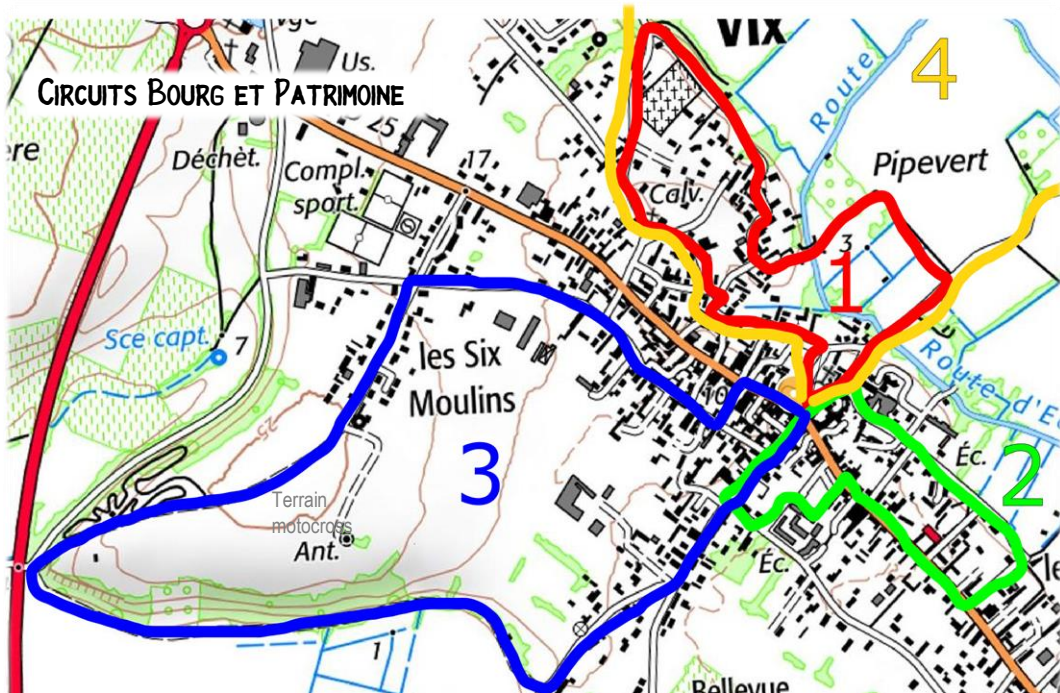 VIX
4
Us.
CIRCUITS BOURG ET PATRIMOINE
25
Route
ere
Déchèt.
17
Pipevert
Compl.
sport.
Calv.
3
1
Sce capt.
7
les Six
Moulins
10
Route d'E
3
Éc.
2
Terrain
motocross
Ant.
Éc.
le
1
Bellevue